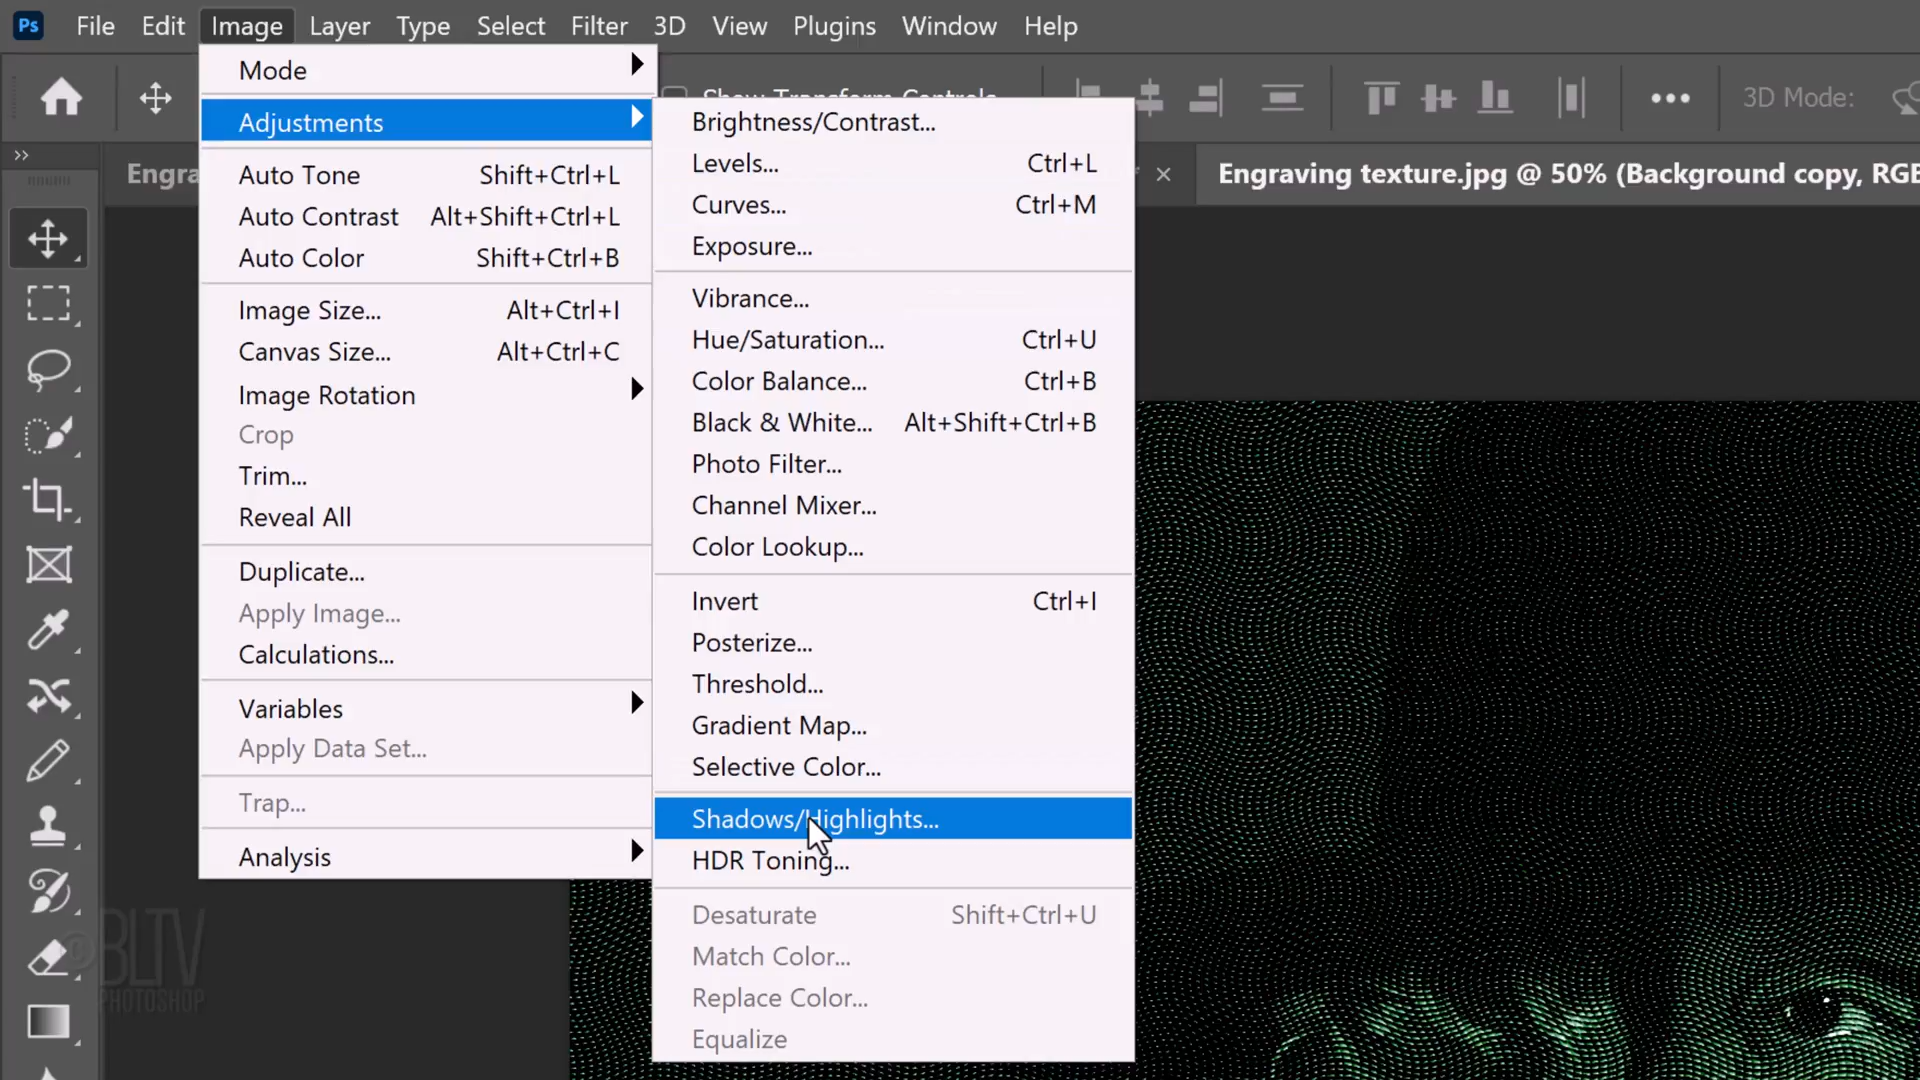 Ps File Edit Image Layer Type Select Filter 3D View Plugins Window Help
Show Transform Controls
3D Mode:
Engra
× Engraving texture.jpg @ 50% (Background copy, RGB
Mode
Adjustments
Auto Tone Shift+Ctrl+L
Auto Contrast Alt+Shift+Ctrl+L
Auto Color Shift+Ctrl+B
Image Size... Alt+Ctrl+I
Canvas Size... Alt+Ctrl+C
Image Rotation
Crop
Trim...
Reveal All
Duplicate...
Apply Image...
Calculations...
Variables
Apply Data Set...
Trap...
Analysis
Brightness/Contrast...
Levels... Ctrl+L
Curves... Ctrl+M
Exposure...
Vibrance...
Hue/Saturation... Ctrl+U
Color Balance... Ctrl+B
Black & White... Alt+Shift+Ctrl+B
Photo Filter...
Channel Mixer...
Color Lookup...
Invert Ctrl+I
Posterize...
Threshold...
Gradient Map...
Selective Color...
Shadows/Highlights...
HDR Toning...
Desaturate Shift+Ctrl+U
Match Color...
Replace Color...
Equalize
BLTV
PHOTOSHOP